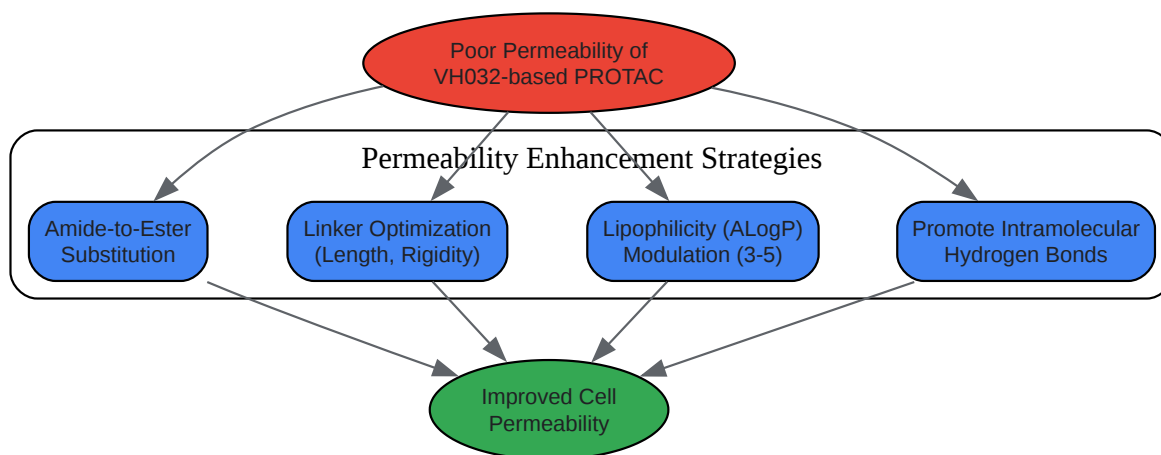 Poor Permeability of
VH032-based PROTAC
Permeability Enhancement Strategies
Amide-to-Ester
Substitution
Linker Optimization
(Length, Rigidity)
Lipophilicity (ALogP)
Modulation (3-5)
Promote Intramolecular
Hydrogen Bonds
Improved Cell
Permeability